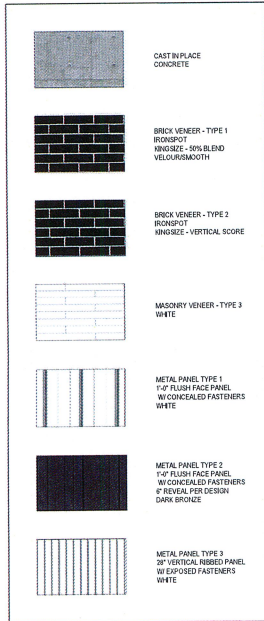 CAST IN PLACE
CONCRETE
BRICK VENEER - TYPE 1
IRONSPOT
KINGSIZE - 50% BLEND
VELOUR/SMOOTH
BRICK VENEER - TYPE 2
IRONSPOT
KINGSIZE - VERTICAL SCORE
MASONRY VENEER - TYPE 3
WHITE
METAL PANEL TYPE 1
1'-0" FLUSH FACE PANEL
W/ CONCEALED FASTENERS
WHITE
METAL PANEL TYPE 2
1'-0" FLUSH FACE PANEL
W/ CONCEALED FASTENERS
6" REVEAL PER DESIGN
DARK BRONZE
METAL PANEL TYPE 3
28" VERTICAL RIBBED PANEL
W/ EXPOSED FASTENERS
WHITE